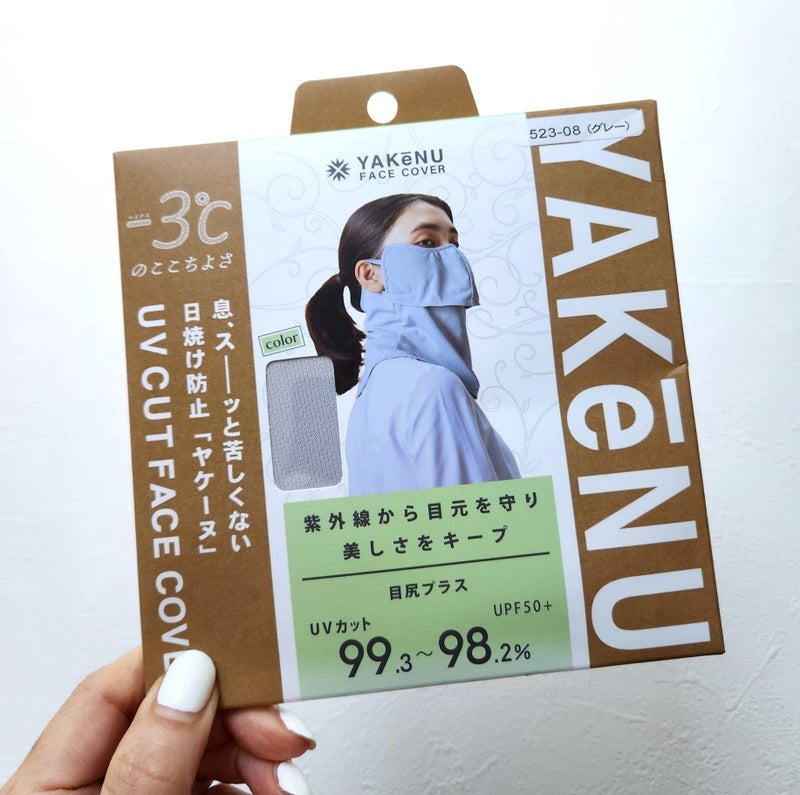 523-08 (グレー)
YAKēNU
FACE COVER
マイナス
-3℃
のここちよさ
息、スーッと苦しくない
日焼け防止「ヤケーヌ」
UV CUT FACE COVE
color
紫外線から目元を守り
美しさをキープ
目尻プラス
UVカット
UPF50+
99.3～98.2%
YAKēNU